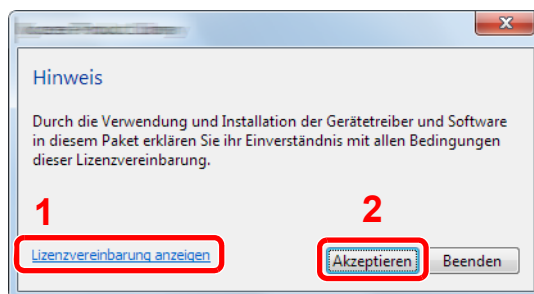 Hinweis
Durch die Verwendung und Installation der Gerätetreiber und Software
in diesem Paket erklären Sie ihr Einverständnis mit allen Bedingungen
dieser Lizenzvereinbarung.
1
2
Lizenzvereinbarung anzeigen
Akzeptieren
Beenden